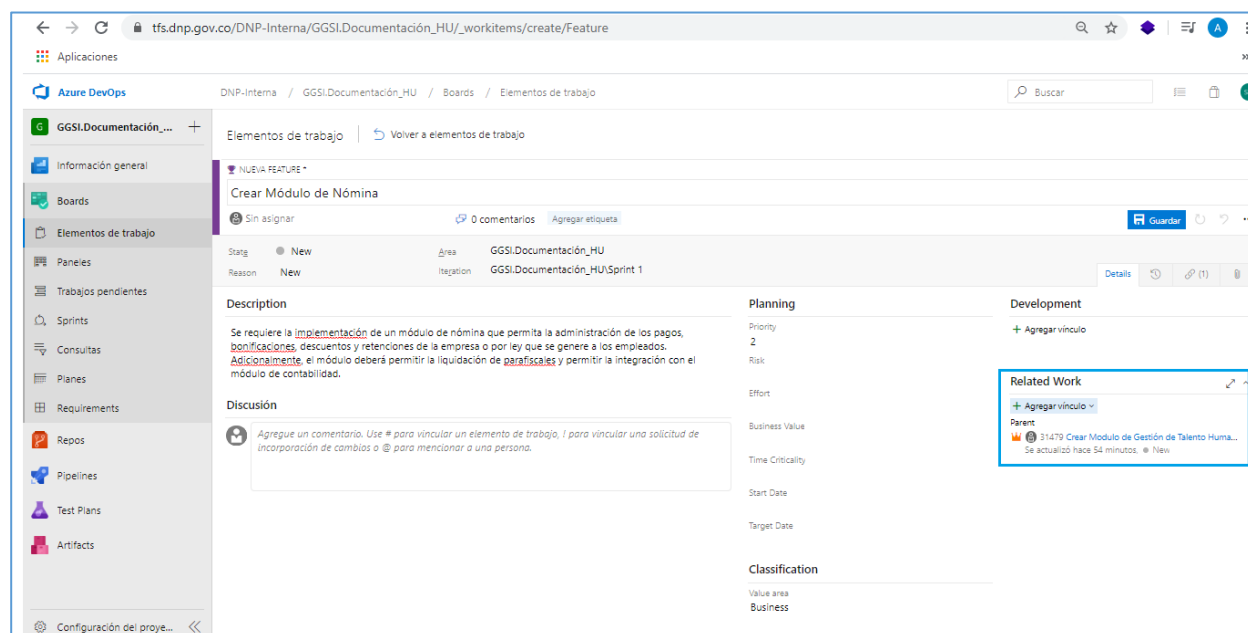 tfs.dnp.gov.co/DNP-Interna/GGSI.Documentación_HU/_workitems/create/Feature
A
Aplicaciones
»
Azure DevOps
DNP-Interna / GGSI.Documentación_HU / Boards / Elementos de trabajo
Buscar
G GGSI.Documentación_... +
Elementos de trabajo
Volver a elementos de trabajo
Información general
Boards
Elementos de trabajo
Paneles
Trabajos pendientes
Sprints
Consultas
Planes
Requirements
Repos
Pipelines
Test Plans
Artifacts
Configuración del proye...
NUEVA FEATURE *
Crear Módulo de Nómina
Sin asignar
0 comentarios
Agregar etiqueta
Guardar
State New
Area GGSI.Documentación_HU
Reason New
Iteration GGSI.Documentación_HU\Sprint 1
Details
(1)
Description
Se requiere la implementación de un módulo de nómina que permita la administración de los pagos,
bonificaciones, descuentos y retenciones de la empresa o por ley que se genere a los empleados.
Adicionalmente, el módulo deberá permitir la liquidación de parafiscales y permitir la integración con el
módulo de contabilidad.
Discusión
Agregue un comentario. Use # para vincular un elemento de trabajo, ! para vincular una solicitud de
incorporación de cambios o @ para mencionar a una persona.
Planning
Priority
2
Risk
Effort
Business Value
Time Criticality
Start Date
Target Date
Classification
Value area
Business
Development
+ Agregar vínculo
Related Work
+ Agregar vínculo
Parent
31479 Crear Modulo de Gestión de Talento Huma...
Se actualizó hace 54 minutos, New